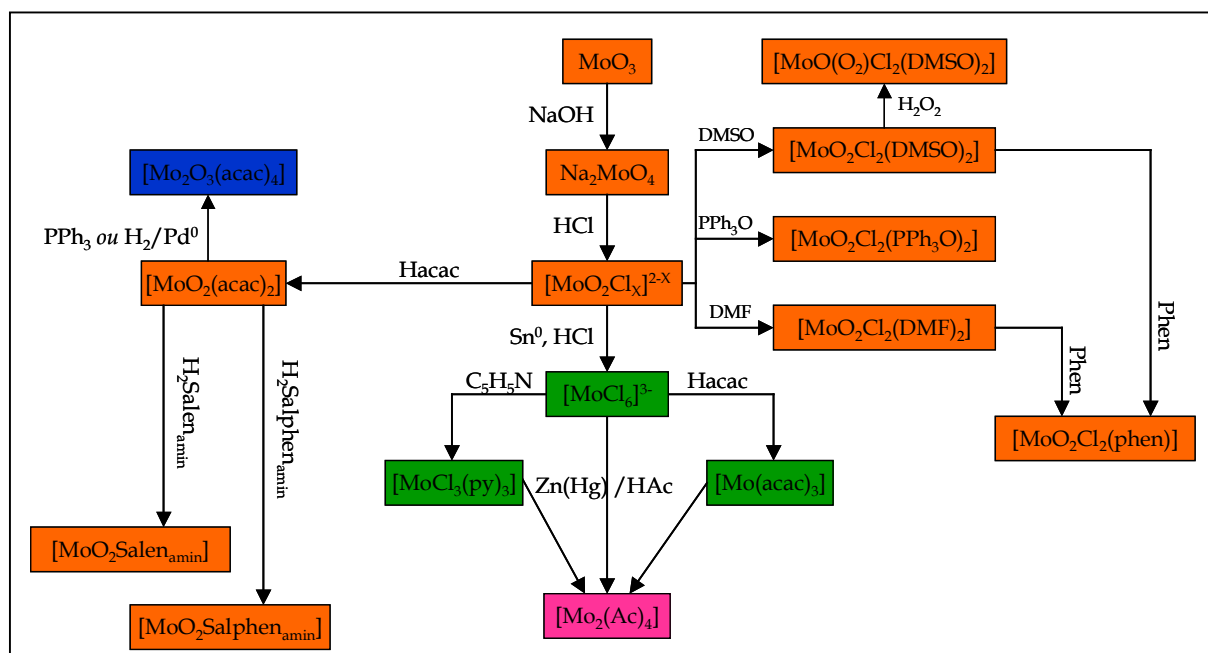 MoO₃
[MoO(O₂)Cl₂(DMSO)₂]
NaOH
H₂O₂
DMSO
[MoO₂Cl₂(DMSO)₂]
[Mo₂O₃(acac)₄]
Na₂MoO₄
PPh₃ ou H₂/Pd⁰
HCl
PPh₃O
[MoO₂Cl₂(PPh₃O)₂]
Hacac
[MoO₂(acac)₂]
[MoO₂Clₓ]²⁻ˣ
DMF
[MoO₂Cl₂(DMF)₂]
Phen
Phen
Sn⁰, HCl
H₂Salenₐₘᵢₙ
H₂Salphenₐₘᵢₙ
C₅H₅N
[MoCl₆]³⁻
Hacac
[MoO₂Cl₂(phen)]
[MoCl₃(py)₃]
Zn(Hg) /HAc
[Mo(acac)₃]
[MoO₂Salenₐₘᵢₙ]
[Mo₂(Ac)₄]
[MoO₂Salphenₐₘᵢₙ]